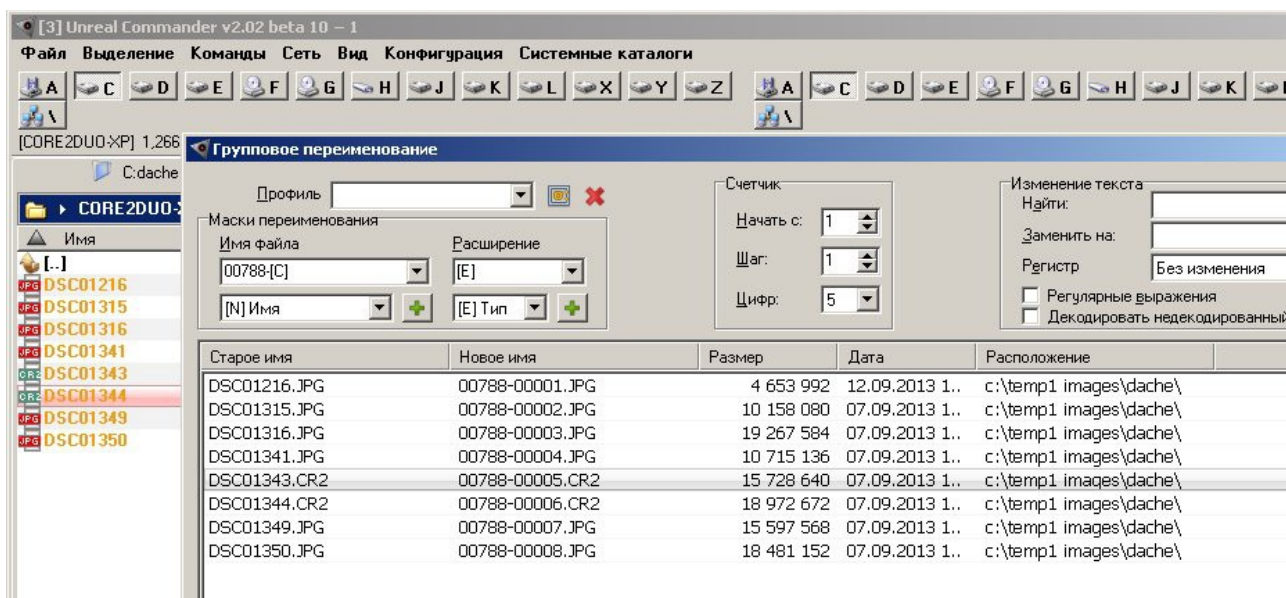 [3] Unreal Commander v2.02 beta 10 – 1
Файл Выделение Команды Сеть Вид Конфигурация Системные каталоги
A C D E F G H J K L X Y Z A C D E F G H J K
\ \
[CORE2DUO-XP] 1,266
Групповое переименование
C:dache
CORE2DUO-
Имя
[..]
DSC01216
DSC01315
DSC01316
DSC01341
DSC01343
DSC01344
DSC01349
DSC01350
Профиль
Маски переименования
Имя файла Расширение
00788-[C] [E]
[N] Имя [E] Тип
Счетчик
Начать с: 1
Шаг: 1
Цифр: 5
Изменение текста
Найти:
Заменить на:
Регистр Без изменения
Регулярные выражения
Декодировать недекодированный
Старое имя Новое имя Размер Дата Расположение
DSC01216.JPG 00788-00001.JPG 4 653 992 12.09.2013 1.. c:\temp1 images\dache\
DSC01315.JPG 00788-00002.JPG 10 158 080 07.09.2013 1.. c:\temp1 images\dache\
DSC01316.JPG 00788-00003.JPG 19 267 584 07.09.2013 1.. c:\temp1 images\dache\
DSC01341.JPG 00788-00004.JPG 10 715 136 07.09.2013 1.. c:\temp1 images\dache\
DSC01343.CR2 00788-00005.CR2 15 728 640 07.09.2013 1.. c:\temp1 images\dache\
DSC01344.CR2 00788-00006.CR2 18 972 672 07.09.2013 1.. c:\temp1 images\dache\
DSC01349.JPG 00788-00007.JPG 15 597 568 07.09.2013 1.. c:\temp1 images\dache\
DSC01350.JPG 00788-00008.JPG 18 481 152 07.09.2013 1.. c:\temp1 images\dache\